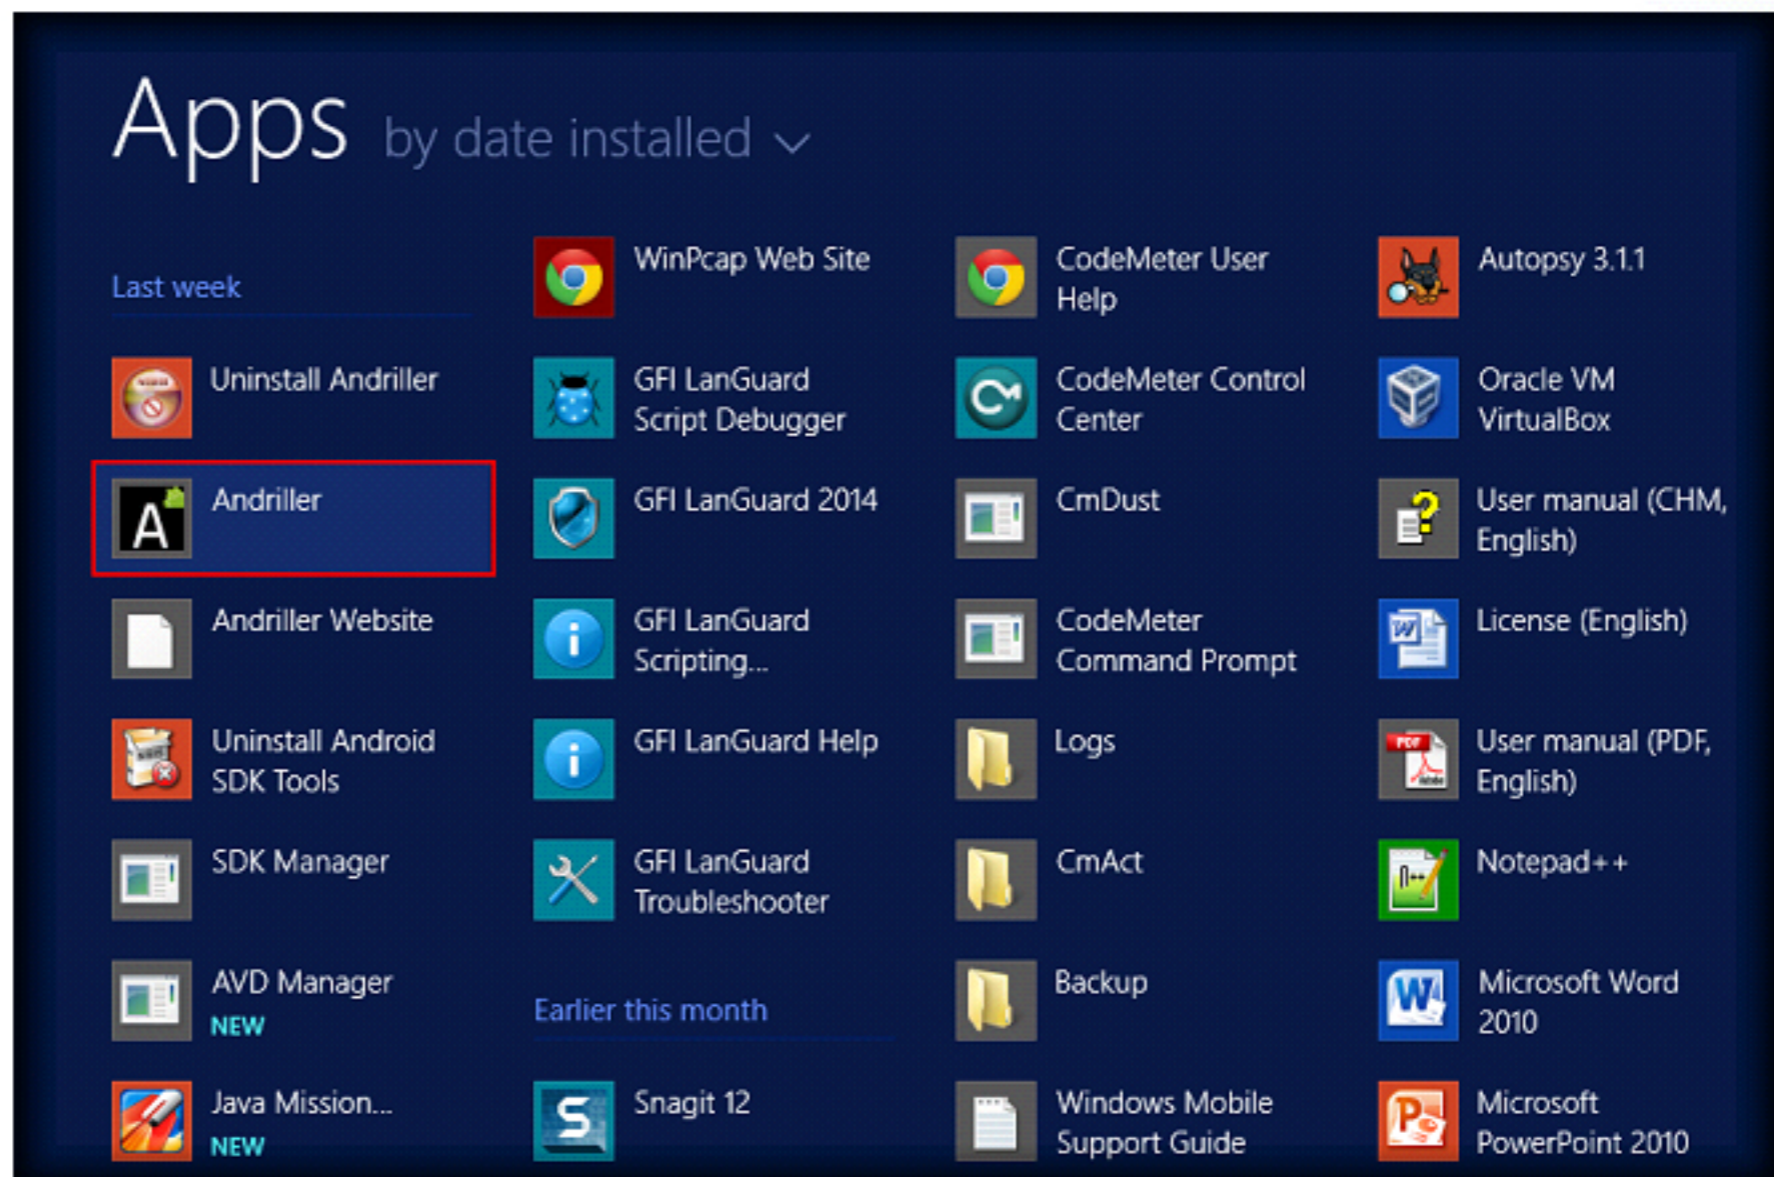 Apps by date installed
Last week
Uninstall Andriller
Andriller
Andriller Website
Uninstall Android
SDK Tools
SDK Manager
AVD Manager
NEW
Java Mission...
NEW
WinPcap Web Site
GFI LanGuard
Script Debugger
GFI LanGuard 2014
GFI LanGuard
Scripting...
GFI LanGuard Help
GFI LanGuard
Troubleshooter
Earlier this month
Snagit 12
CodeMeter User
Help
CodeMeter Control
Center
CmDust
CodeMeter
Command Prompt
Logs
CmAct
Backup
Windows Mobile
Support Guide
Autopsy 3.1.1
Oracle VM
VirtualBox
User manual (CHM,
English)
License (English)
User manual (PDF,
English)
Notepad++
Microsoft Word
2010
Microsoft
PowerPoint 2010